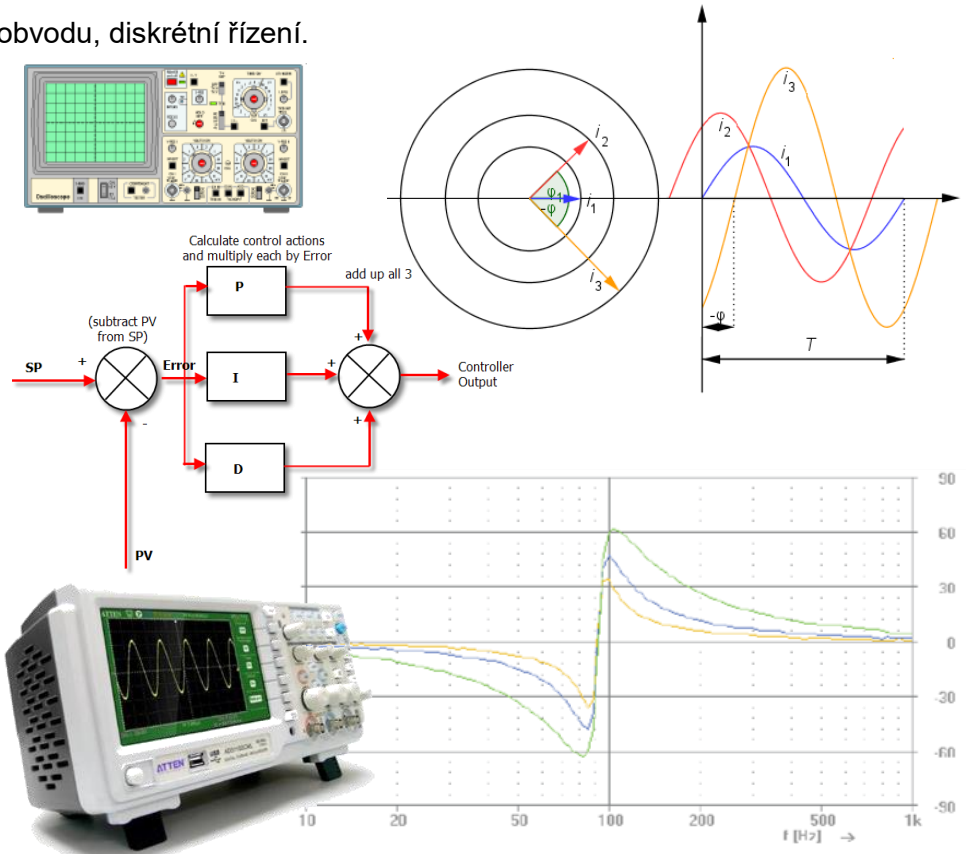 obvodu, diskrétní řízení.
Oscilloscope
i₂
i₁
φ₁
-φ
i₃
i₃
i₂
i₁
-φ
T
Calculate control actions
and multiply each by Error
P
add up all 3
(subtract PV
from SP)
+
SP
+
Error
I
+
Controller
Output
-
+
D
PV
90
60
30
0
-30
-60
-90
10
20
50
100
200
500
1k
f [Hz] →
ATTEN
ATTEN